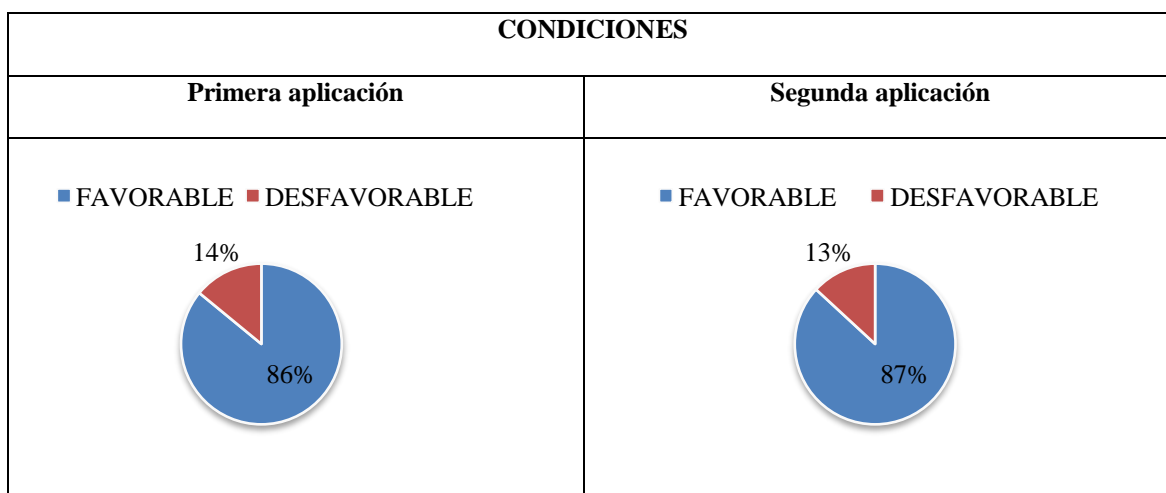 CONDICIONES
Primera aplicación
Segunda aplicación
FAVORABLE DESFAVORABLE
14%
86%
FAVORABLE DESFAVORABLE
13%
87%